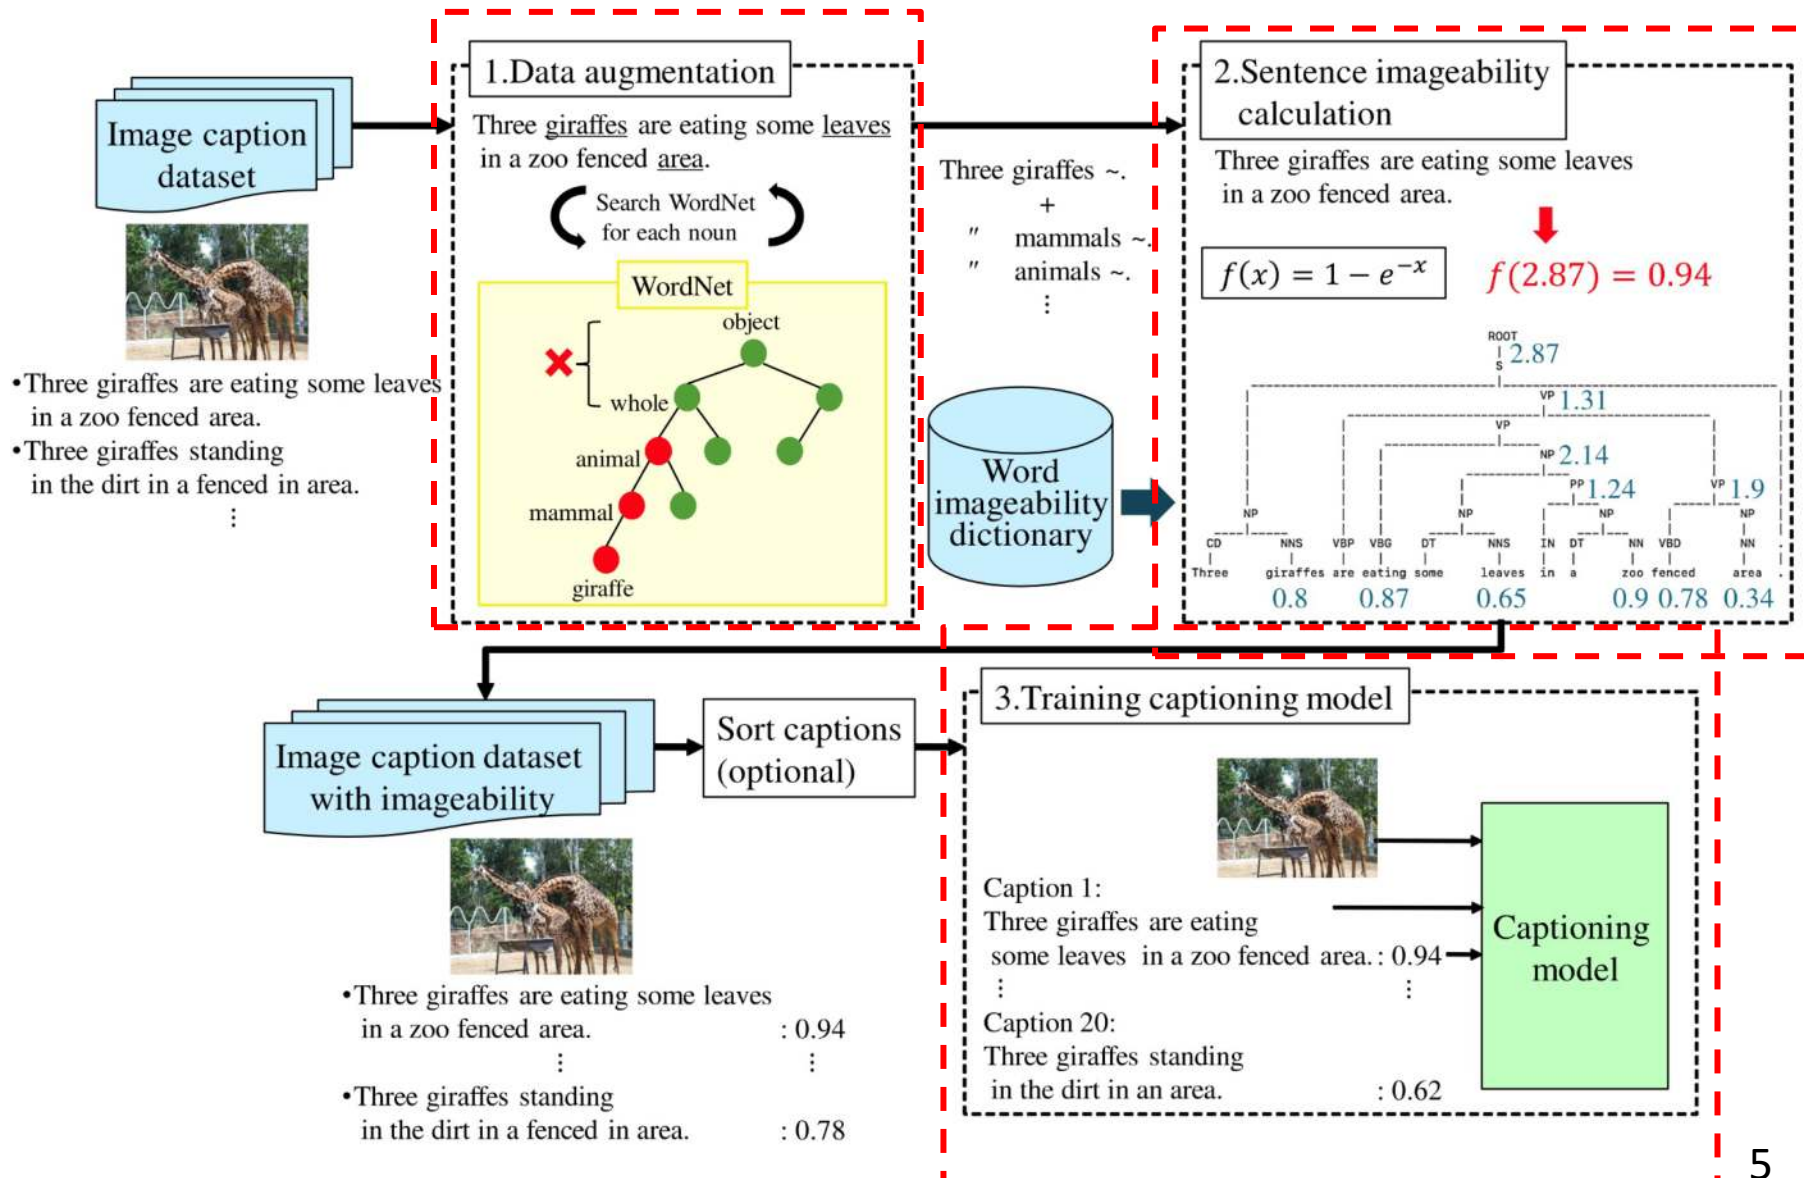 Image caption
dataset
•Three giraffes are eating some leaves
in a zoo fenced area.
•Three giraffes standing
in the dirt in a fenced in area.
⋮
1.Data augmentation
Three giraffes are eating some leaves
in a zoo fenced area.
Search WordNet
for each noun
WordNet
object
whole
animal
mammal
giraffe
Three giraffes ~.
+
" mammals ~.
" animals ~.
⋮
Word
imageability
dictionary
2.Sentence imageability
calculation
Three giraffes are eating some leaves
in a zoo fenced area.
f(x) = 1 − e^{−x}
f(2.87) = 0.94
ROOT
2.87
S
VP 1.31
VP
NP 2.14
PP 1.24 VP 1.9
NP NP NP NP
CD NNS VBP VBG DT NNS IN DT NN VBD NN .
Three giraffes are eating some leaves in a zoo fenced area .
0.8 0.87 0.65 0.9 0.78 0.34
Image caption dataset
with imageability
•Three giraffes are eating some leaves
in a zoo fenced area. : 0.94
⋮ ⋮
•Three giraffes standing
in the dirt in a fenced in area. : 0.78
Sort captions
(optional)
3.Training captioning model
Caption 1:
Three giraffes are eating
some leaves in a zoo fenced area. : 0.94
⋮ ⋮
Caption 20:
Three giraffes standing
in the dirt in an area. : 0.62
Captioning
model
5